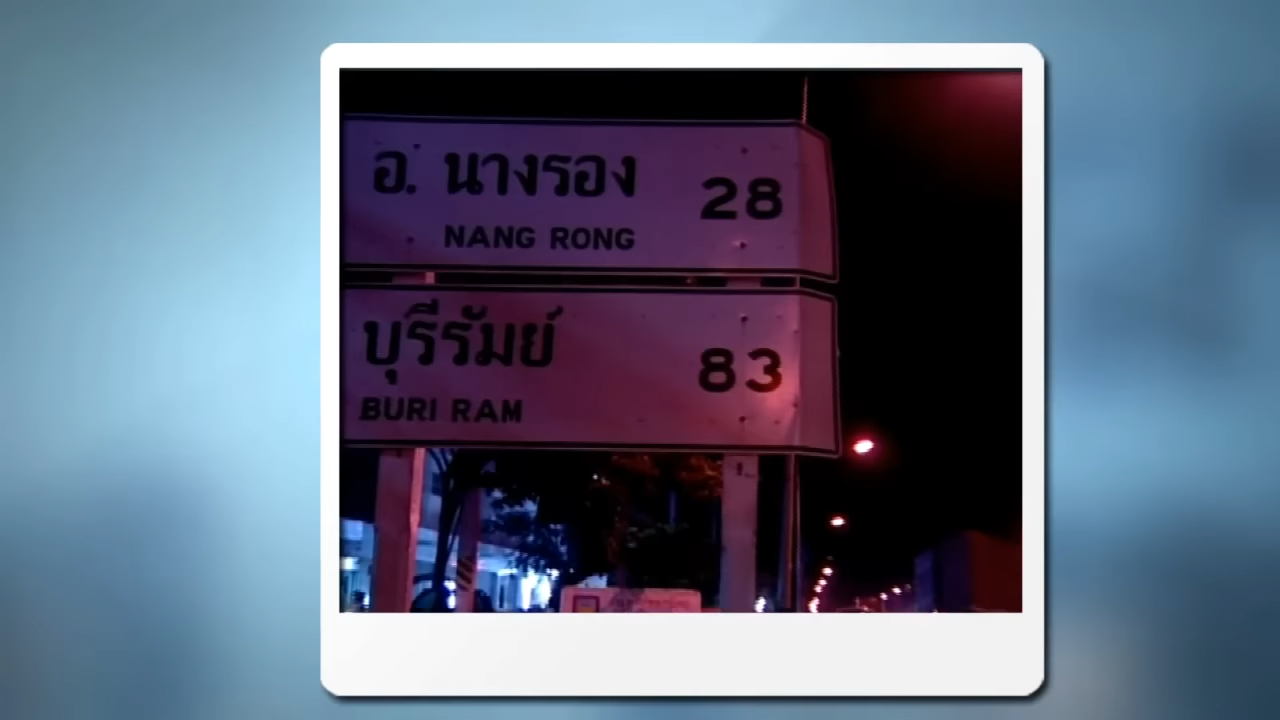 อ. นางรอง 28
NANG RONG
บุรีรัมย์ 83
BURI RAM